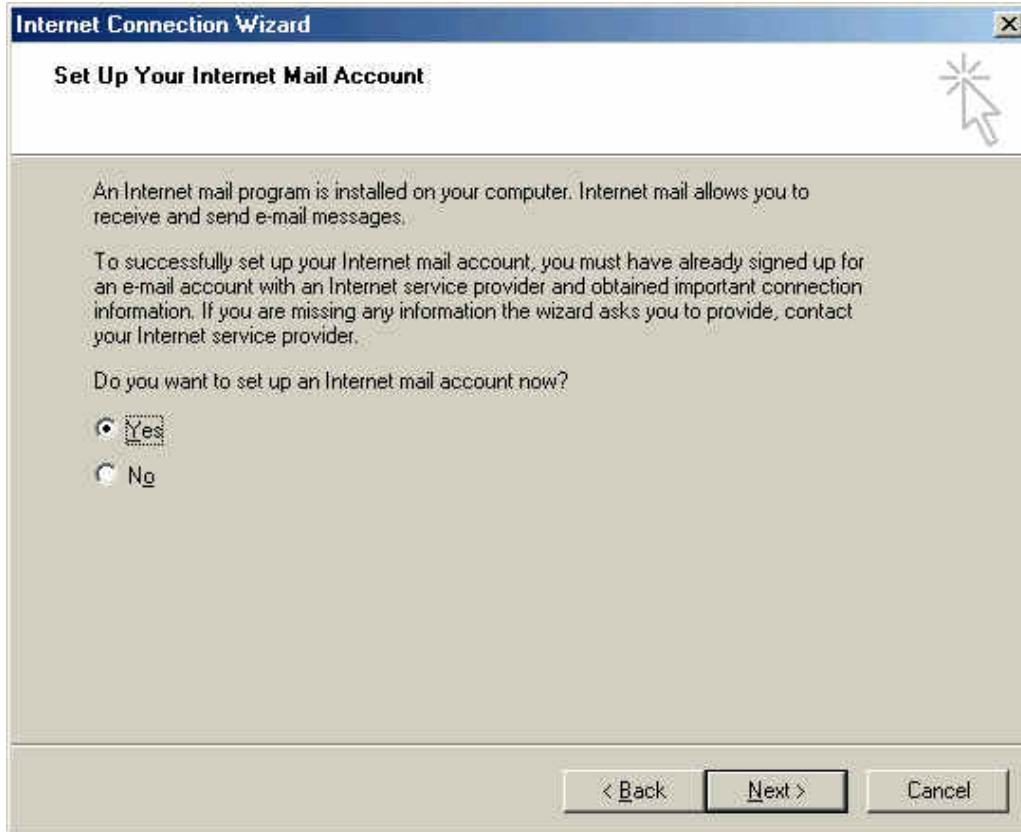 Internet Connection Wizard
Set Up Your Internet Mail Account
An Internet mail program is installed on your computer. Internet mail allows you to
receive and send e-mail messages.
To successfully set up your Internet mail account, you must have already signed up for
an e-mail account with an Internet service provider and obtained important connection
information. If you are missing any information the wizard asks you to provide, contact
your Internet service provider.
Do you want to set up an Internet mail account now?
Yes
No
< Back Next > Cancel